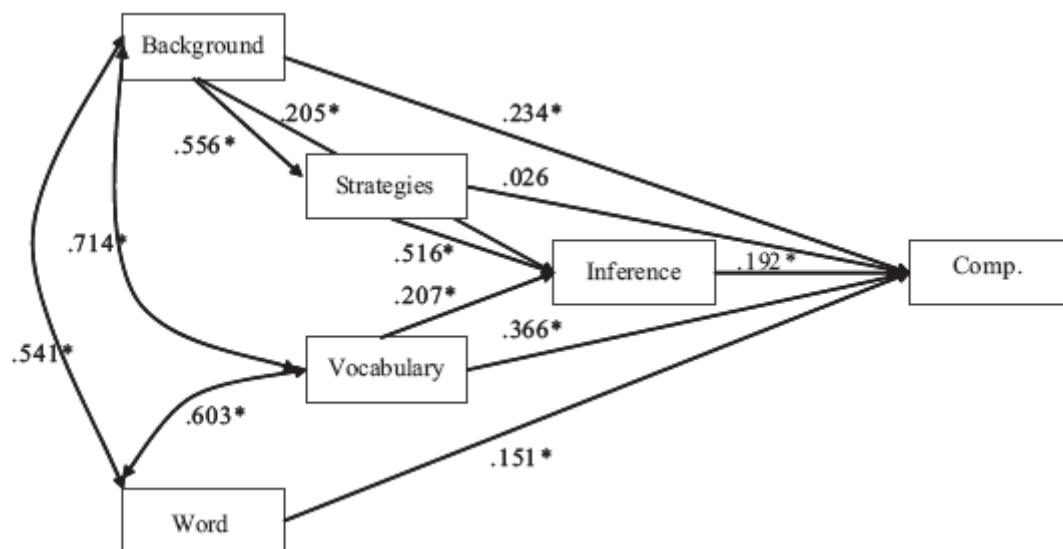 Background
.205*
.234*
.556*
Strategies
.026
.714*
.516*
Inference
.192*
Comp.
.207*
.366*
.541*
Vocabulary
.603*
.151*
Word